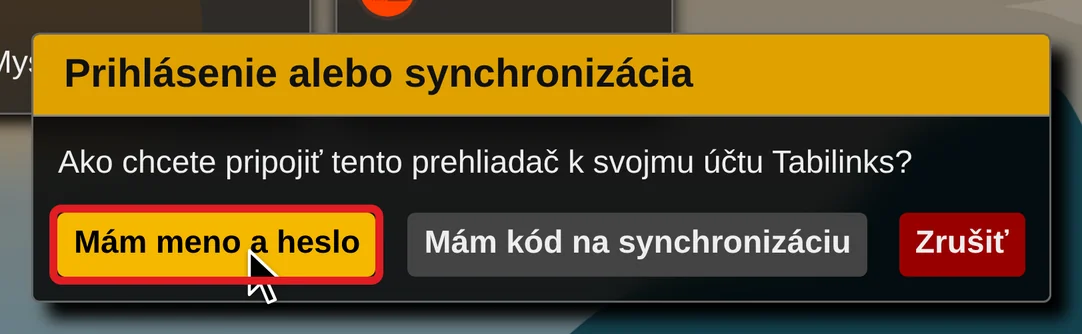 Mys
Prihlásenie alebo synchronizácia
Ako chcete pripojiť tento prehliadač k svojmu účtu Tabilinks?
Mám meno a heslo
Mám kód na synchronizáciu
Zrušiť